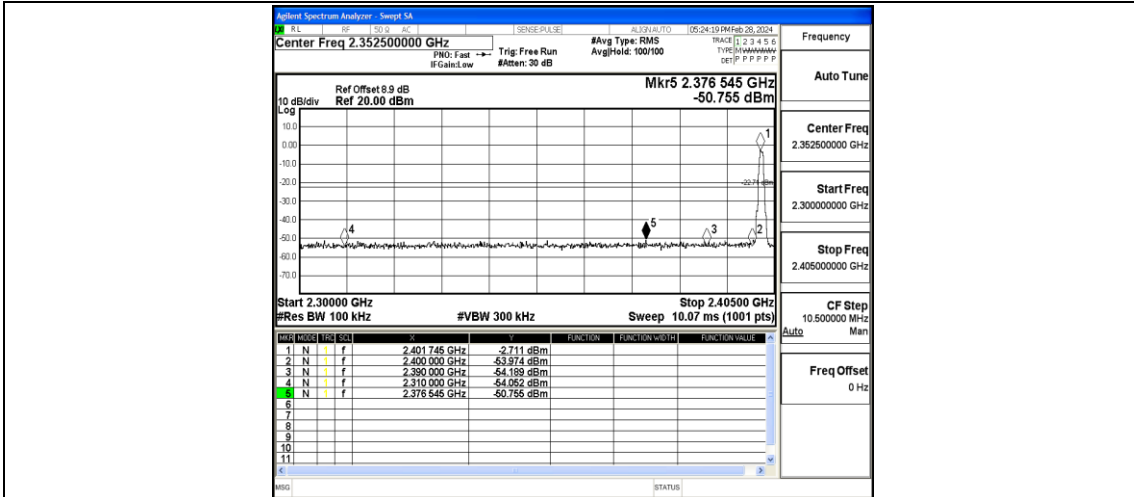 Agilent Spectrum Analyzer - Swept SA
RL RF 50 Ω AC SENSE:PULSE ALIGN AUTO 05:24:19 PM Feb 28, 2024
Center Freq 2.352500000 GHz
PNO: Fast
IFGain:Low
Trig: Free Run
#Atten: 30 dB
#Avg Type: RMS
Avg|Hold: 100/100
TRACE 1 2 3 4 5 6
TYPE MWWWWW
DET P P P P P P
Mkr5 2.376 545 GHz
-50.755 dBm
Ref Offset 8.9 dB
10 dB/div Ref 20.00 dBm
Log
10.0
0.00
-10.0
-20.0
-30.0
-40.0
-50.0
-60.0
-70.0
1
-22.71 dBm
4
5
3
2
Start 2.30000 GHz Stop 2.40500 GHz
#Res BW 100 kHz #VBW 300 kHz Sweep 10.07 ms (1001 pts)
MKR MODE TRC SCL X Y FUNCTION FUNCTION WIDTH FUNCTION VALUE
1 N 1 f 2.401 745 GHz -2.711 dBm
2 N 1 f 2.400 000 GHz -53.974 dBm
3 N 1 f 2.390 000 GHz -54.189 dBm
4 N 1 f 2.310 000 GHz -54.052 dBm
5 N 1 f 2.376 545 GHz -50.755 dBm
6
7
8
9
10
11
MSG STATUS
Frequency
Auto Tune
Center Freq
2.352500000 GHz
Start Freq
2.300000000 GHz
Stop Freq
2.405000000 GHz
CF Step
10.500000 MHz
Auto Man
Freq Offset
0 Hz